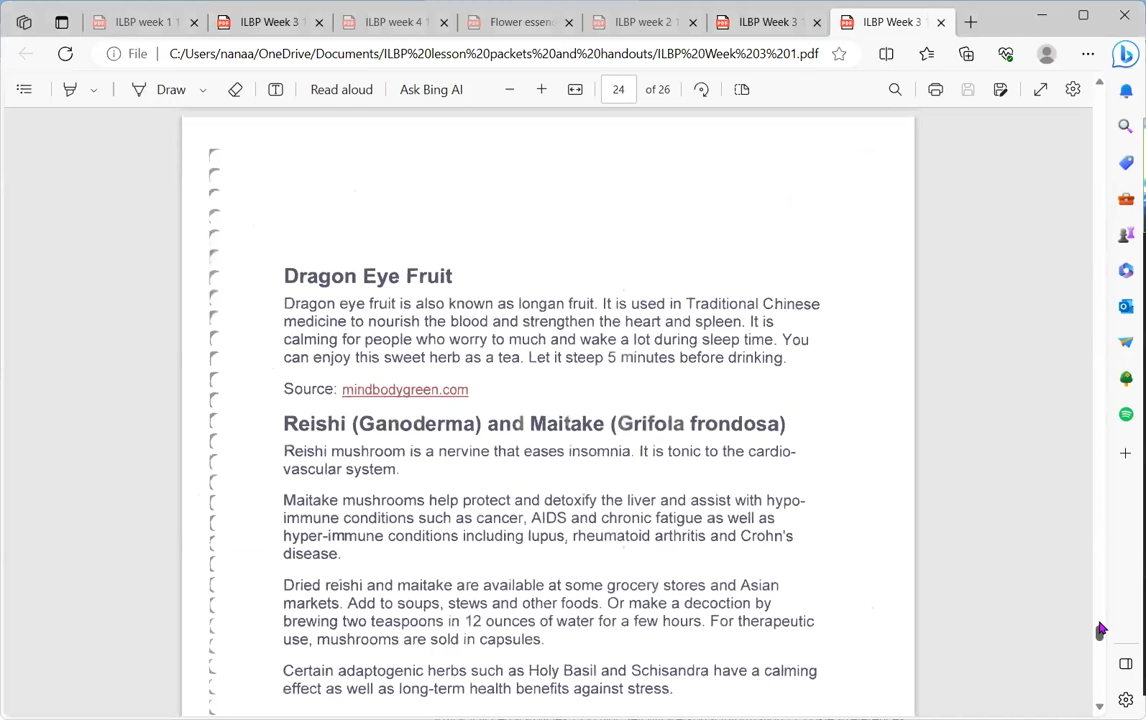 ILBP week 1 1
ILBP Week 3 1
ILBP week 4 1
Flower essenc
ILBP week 2 1
ILBP Week 3 1
ILBP Week 3 1
File
C:/Users/nanaa/OneDrive/Documents/ILBP%20lesson%20packets%20and%20handouts/ILBP%20Week%203%201.pdf
Draw
Read aloud
Ask Bing AI
24
of 26
Dragon Eye Fruit
Dragon eye fruit is also known as longan fruit. It is used in Traditional Chinese
medicine to nourish the blood and strengthen the heart and spleen. It is
calming for people who worry to much and wake a lot during sleep time. You
can enjoy this sweet herb as a tea. Let it steep 5 minutes before drinking.
Source: mindbodygreen.com
Reishi (Ganoderma) and Maitake (Grifola frondosa)
Reishi mushroom is a nervine that eases insomnia. It is tonic to the cardio-
vascular system.
Maitake mushrooms help protect and detoxify the liver and assist with hypo-
immune conditions such as cancer, AIDS and chronic fatigue as well as
hyper-immune conditions including lupus, rheumatoid arthritis and Crohn's
disease.
Dried reishi and maitake are available at some grocery stores and Asian
markets. Add to soups, stews and other foods. Or make a decoction by
brewing two teaspoons in 12 ounces of water for a few hours. For therapeutic
use, mushrooms are sold in capsules.
Certain adaptogenic herbs such as Holy Basil and Schisandra have a calming
effect as well as long-term health benefits against stress.